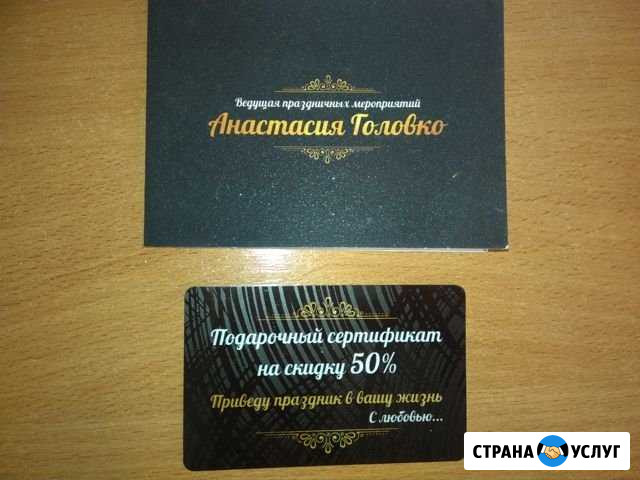 Ведущая праздничных мероприятий
Анастасия Головко
Подарочный сертификат
на скидку 50%
Приведу праздник в вашу жизнь
С любовью...
СТРАНА УСЛУГ